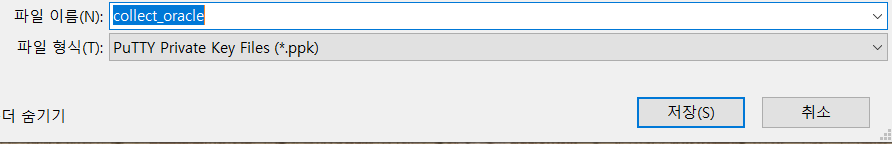 파일 이름(N): collect_oracle
파일 형식(T): PuTTY Private Key Files (*.ppk)
더 숨기기 저장(S) 취소